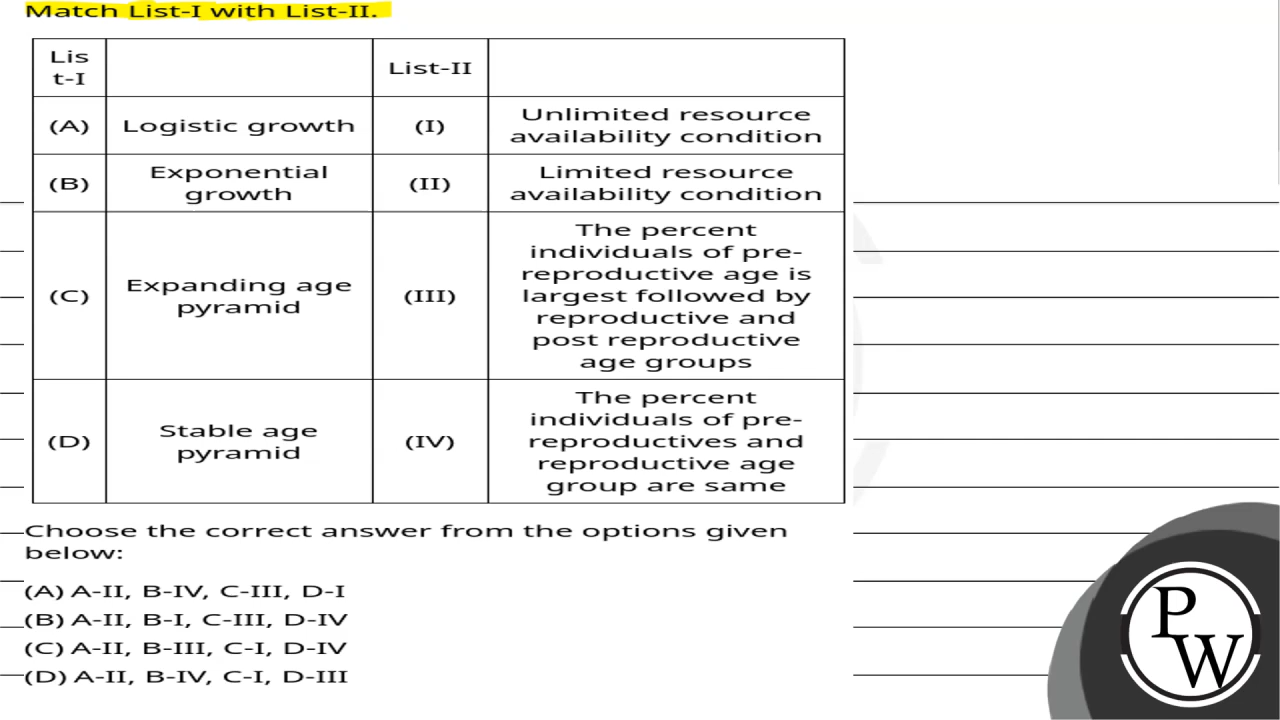 Match List-I with List-II.
Lis
t-I
List-II
(A)
Logistic growth
(I)
Unlimited resource
availability condition
(B)
Exponential
growth
(II)
Limited resource
availability condition
(C)
Expanding age
pyramid
(III)
The percent
individuals of pre-
reproductive age is
largest followed by
reproductive and
post reproductive
age groups
(D)
Stable age
pyramid
(IV)
The percent
individuals of pre-
reproductives and
reproductive age
group are same
Choose the correct answer from the options given
below:
(A) A-II, B-IV, C-III, D-I
(B) A-II, B-I, C-III, D-IV
(C) A-II, B-III, C-I, D-IV
(D) A-II, B-IV, C-I, D-III
P
W